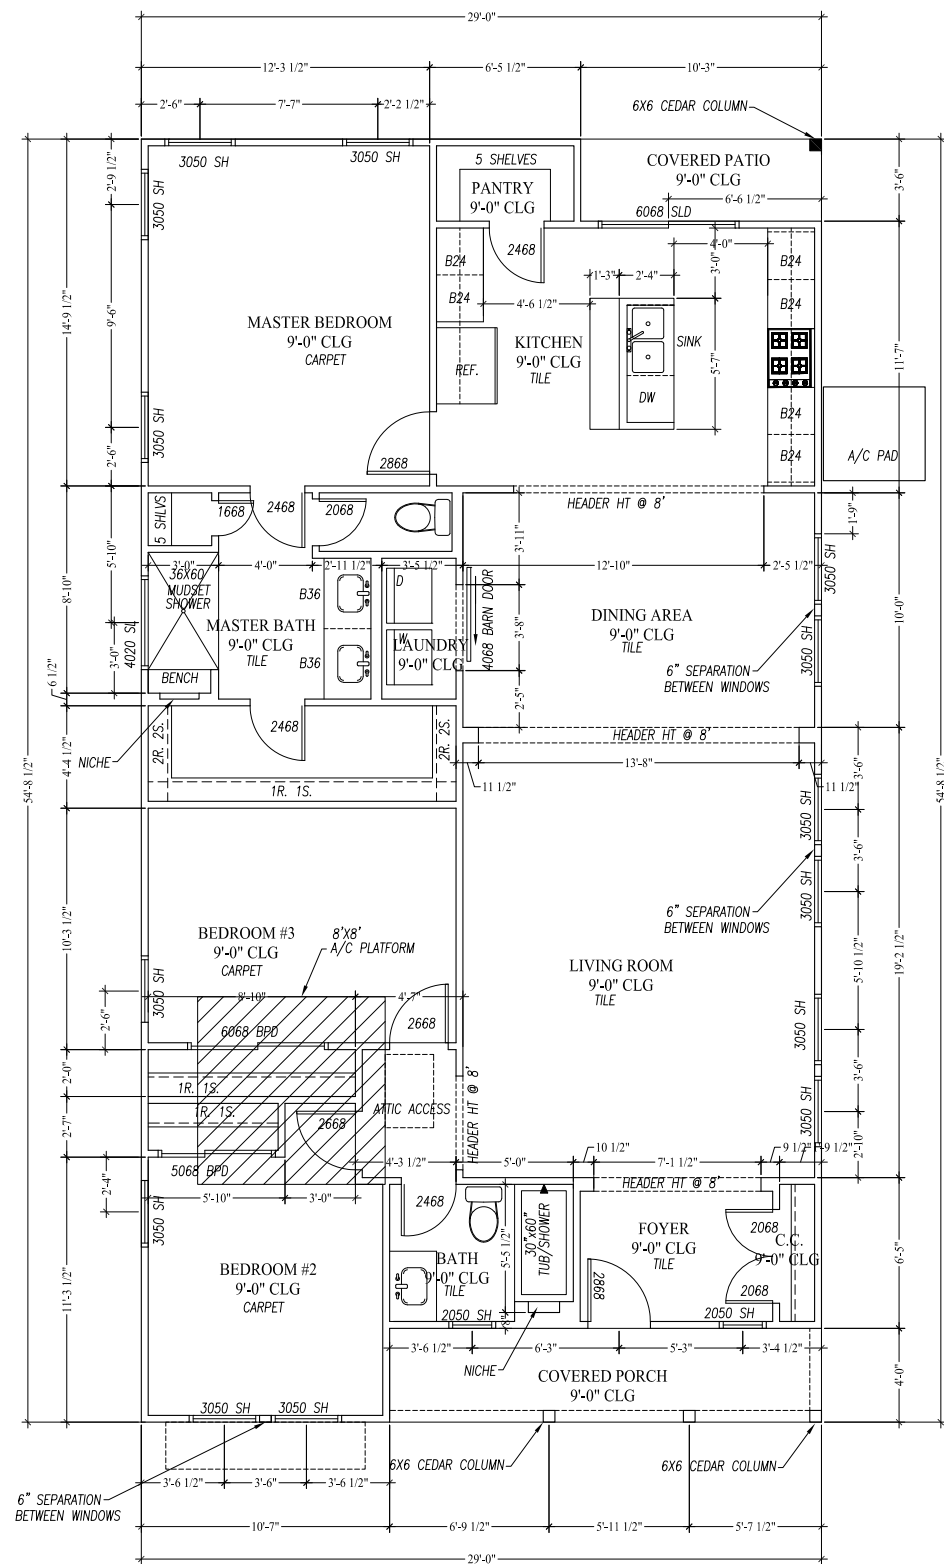 29'-0"
12'-3 1/2"
6'-5 1/2"
10'-3"
2'-6"
7'-7"
2'-2 1/2"
6X6 CEDAR COLUMN
3050 SH
3050 SH
5 SHELVES
PANTRY
9'-0" CLG
COVERED PATIO
9'-0" CLG
6'-6 1/2"
6068 SLD
3'-6"
2'-9 1/2"
3050 SH
2468
4'-0"
3'-0"
B24
B24
B24
B24
1'-3"
2'-4"
4'-6 1/2"
14'-9 1/2"
9'-6"
MASTER BEDROOM
9'-0" CLG
CARPET
KITCHEN
9'-0" CLG
TILE
SINK
REF.
DW
5'-7"
11'-7"
B24
B24
A/C PAD
3050 SH
2'-6"
2868
HEADER HT @ 8'
5 SHLVS
1668
2468
2068
3'-11"
1'-9"
5'-10"
8'-10"
3'-0"
4'-0"
2'-11 1/2"
3'-5 1/2"
12'-10"
2'-5 1/2"
3050 SH
36X60
MUDSET
SHOWER
B36
D
4068 BARN DOOR
DINING AREA
9'-0" CLG
TILE
10'-0"
3'-8"
MASTER BATH
9'-0" CLG
TILE
W
LAUNDRY
9'-0" CLG
4020 SL
3'-0"
B36
3050 SH
6" SEPARATION
BETWEEN WINDOWS
BENCH
6 1/2"
2'-5"
NICHE
2468
2R. 2S.
2R. 2S.
HEADER HT @ 8'
13'-8"
11 1/2"
11 1/2"
1R. 1S.
4'-4 1/2"
54'-8 1/2"
54'-8 1/2"
3'-6"
3050 SH
3'-6"
3050 SH
6" SEPARATION
BETWEEN WINDOWS
BEDROOM #3
9'-0" CLG
CARPET
8'X8'
A/C PLATFORM
10'-3 1/2"
LIVING ROOM
9'-0" CLG
TILE
5'-10 1/2"
19'-2 1/2"
3050 SH
8'-10"
4'-7"
2'-6"
6068 BPD
2668
3050 SH
2'-0"
1R. 1S.
3'-6"
1R. 1S.
ATTIC ACCESS
HEADER HT @ 8'
3050 SH
2'-7"
2668
2'-10"
5068 BPD
4'-3 1/2"
5'-0"
10 1/2"
7'-1 1/2"
9 1/2"
1'-9 1/2"
2'-4"
HEADER HT @ 8'
5'-10"
3'-0"
2468
3050 SH
5'-5 1/2"
30"x60"
TUB/SHOWER
FOYER
9'-0" CLG
TILE
2068
C.C.
9'-0" CLG
2068
6'-5"
BATH
9'-0" CLG
TILE
BEDROOM #2
9'-0" CLG
CARPET
11'-3 1/2"
2868
2050 SH
8"
2050 SH
3'-6 1/2"
6'-3"
5'-3"
3'-4 1/2"
NICHE
COVERED PORCH
9'-0" CLG
4'-0"
3050 SH
3050 SH
6X6 CEDAR COLUMN
6X6 CEDAR COLUMN
3'-6 1/2"
3'-6"
3'-6 1/2"
6" SEPARATION
BETWEEN WINDOWS
10'-7"
6'-9 1/2"
5'-11 1/2"
5'-7 1/2"
29'-0"